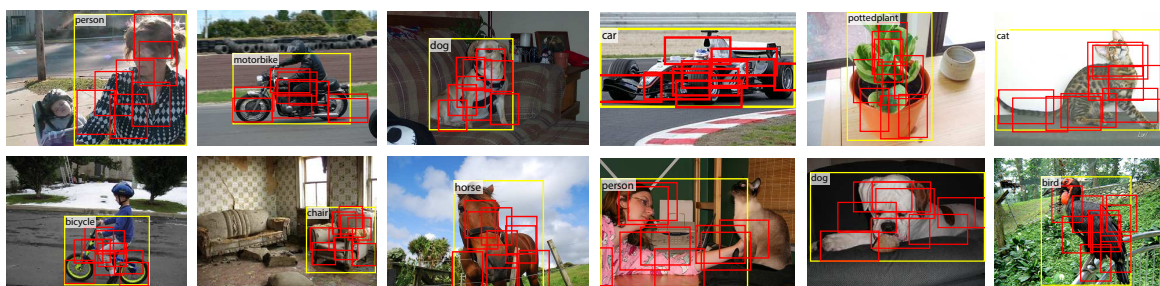 person
motorbike
dog
car
pottedplant
cat
bicycle
chair
horse
person
dog
bird